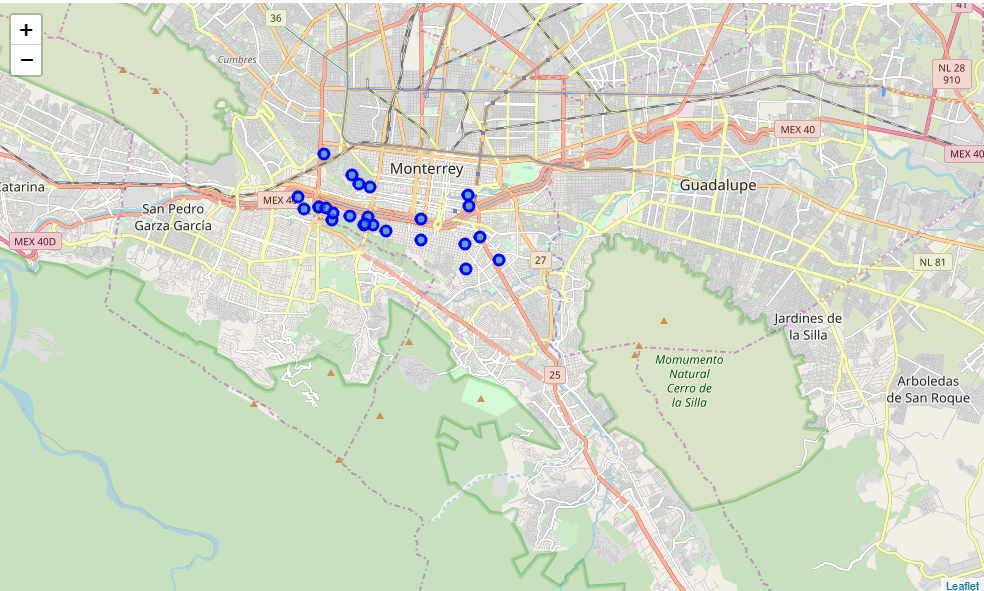 +
36
41
Cumbres
NL 28
910
−
MEX 40
Monterrey
MEX 40
Guadalupe
atarina
MEX 4
San Pedro
Garza García
MEX 40D
27
NL 81
Jardines de
la Silla
Momumento
Natural
Cerro de
la Silla
25
Arboledas
de San Roque
Leaflet